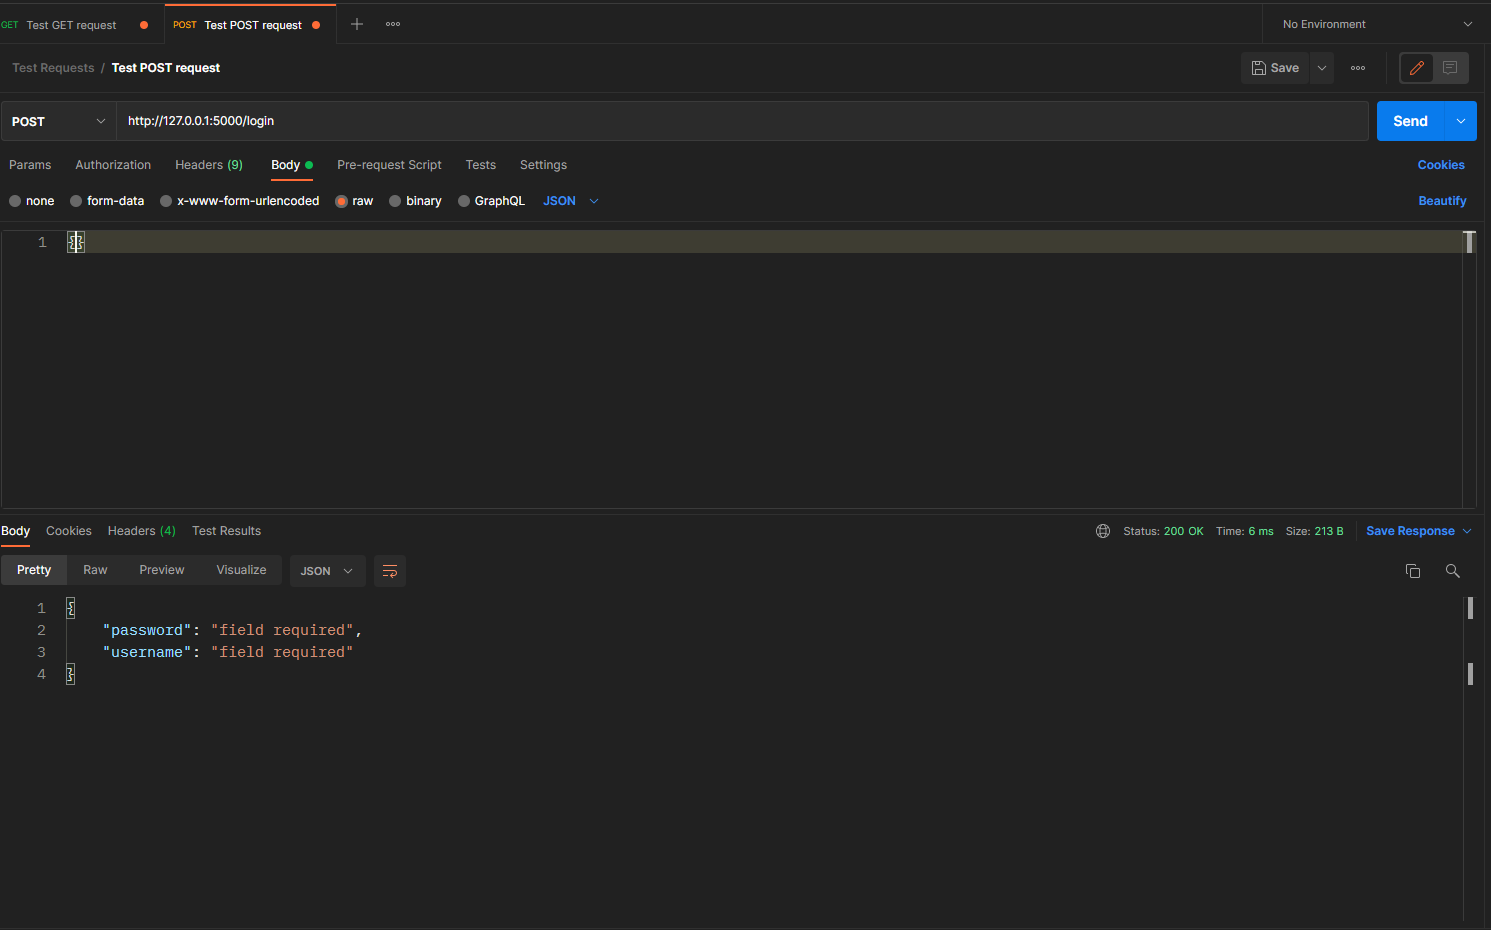 GET Test GET request POST Test POST request No Environment
Test Requests / Test POST request Save
POST http://127.0.0.1:5000/login Send
Params Authorization Headers (9) Body Pre-request Script Tests Settings Cookies
none form-data x-www-form-urlencoded raw binary GraphQL JSON Beautify
1 {}
Body Cookies Headers (4) Test Results Status: 200 OK Time: 6 ms Size: 213 B Save Response
Pretty Raw Preview Visualize JSON
1 {
2 "password": "field required",
3 "username": "field required"
4 }